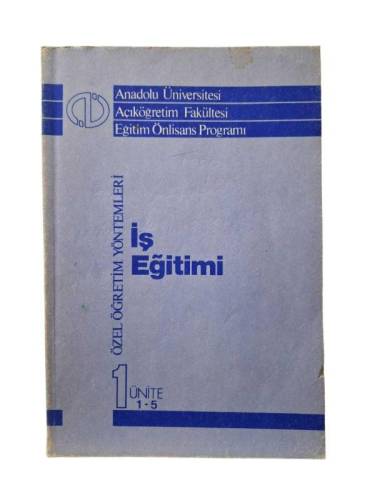 Anadolu Üniversitesi
Açıköğretim Fakültesi
Eğitim Önlisans Programı
ÖZEL ÖĞRETİM YÖNTEMLERİ
İş
Eğitimi
1
ÜNİTE
1-5